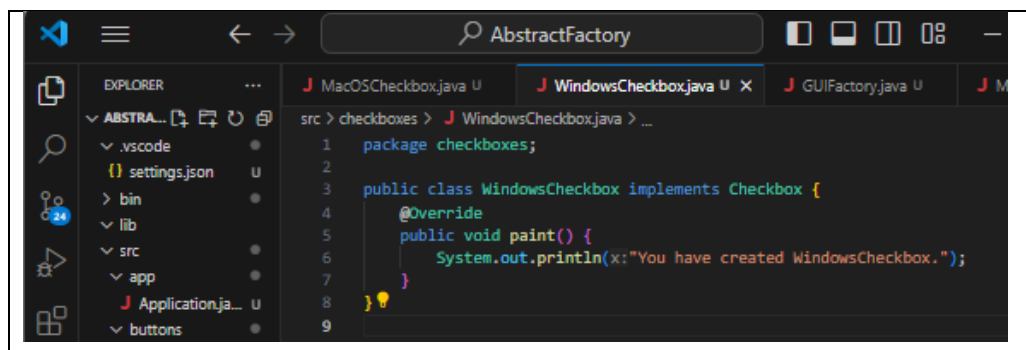 AbstractFactory
EXPLORER ...
ABSTRA...
.vscode
{} settings.json U
bin
lib
src
app
J Application.ja... U
buttons
24
J MacOSCheckbox.java U J WindowsCheckbox.java U J GUIFactory.java U J M
src > checkboxes > J WindowsCheckbox.java > ...
1 package checkboxes;
2
3 public class WindowsCheckbox implements Checkbox {
4 @Override
5 public void paint() {
6 System.out.println(x:"You have created WindowsCheckbox.");
7 }
8 }
9